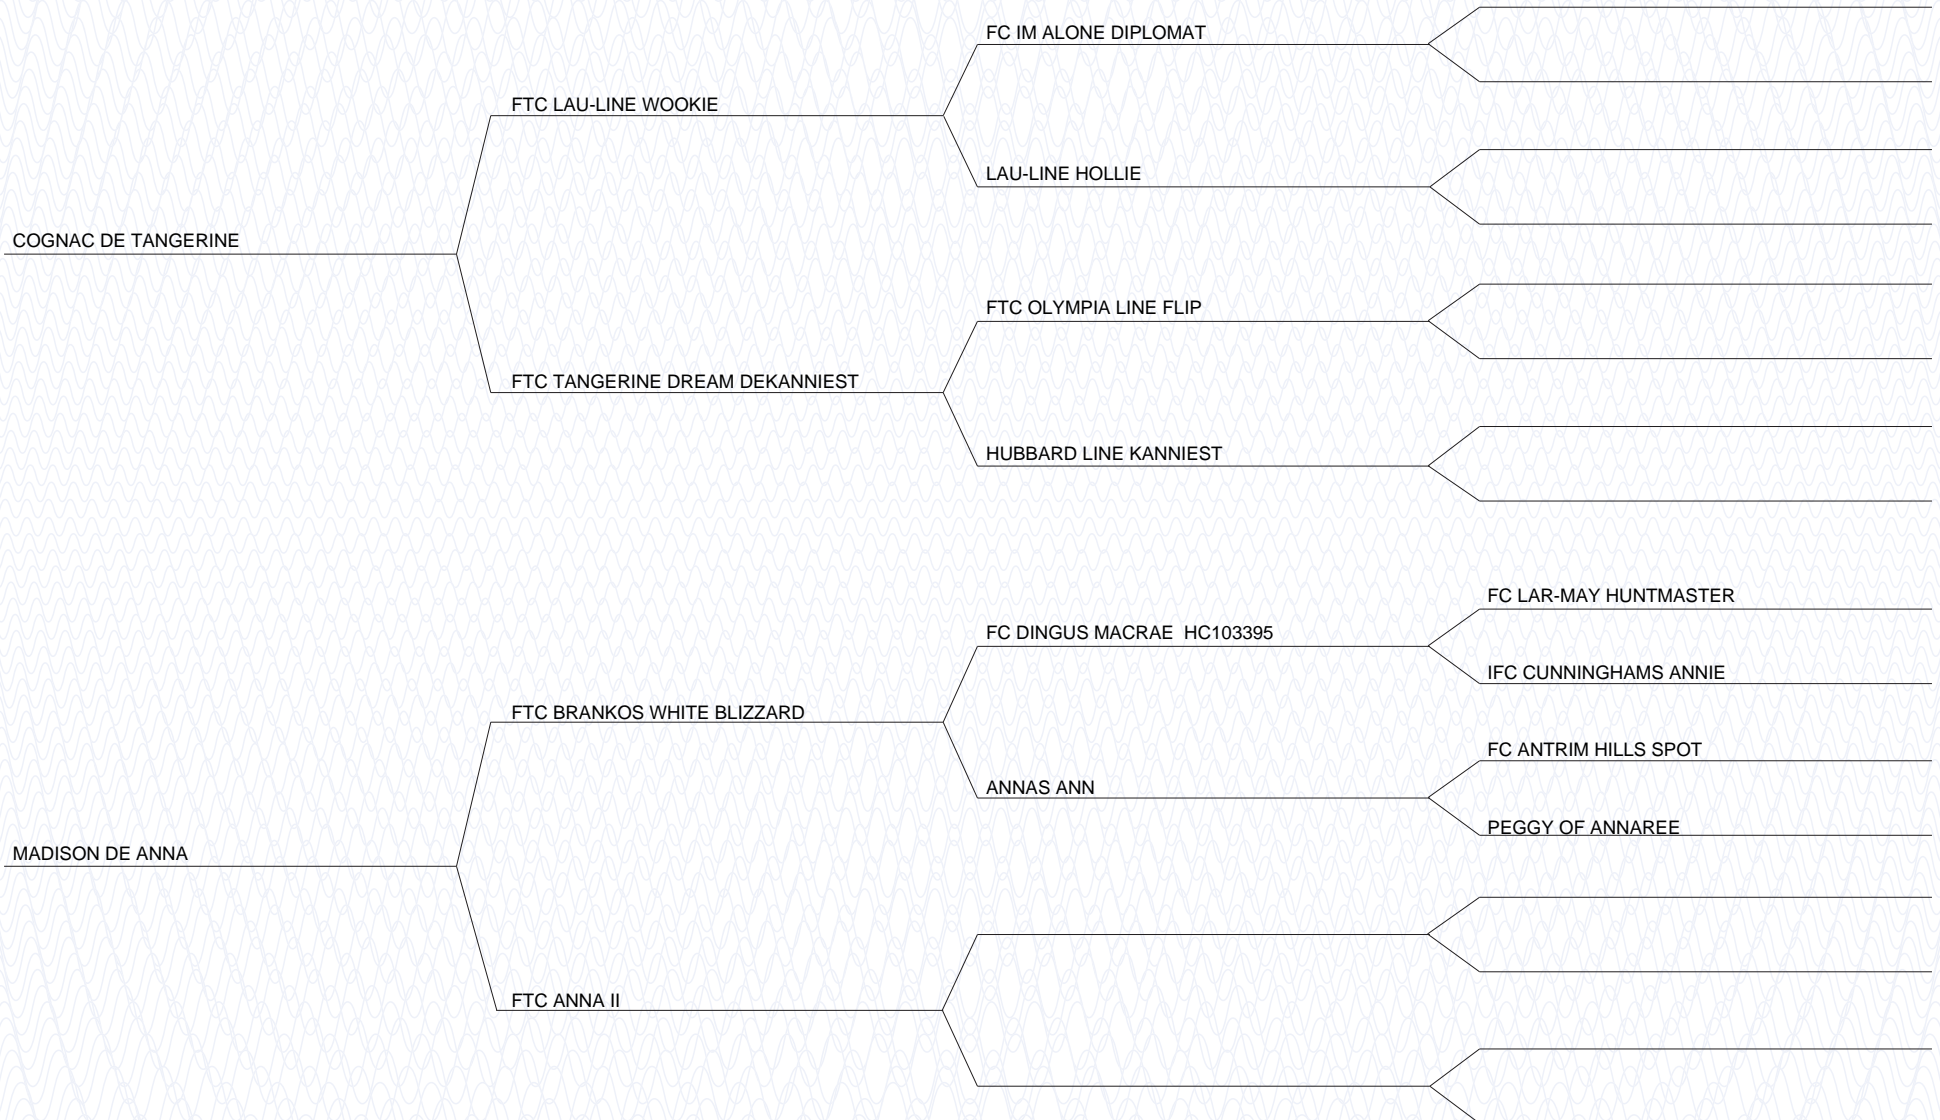 FC IM ALONE DIPLOMAT
FTC LAU-LINE WOOKIE
LAU-LINE HOLLIE
COGNAC DE TANGERINE
FTC OLYMPIA LINE FLIP
FTC TANGERINE DREAM DEKANNIEST
HUBBARD LINE KANNIEST
FC LAR-MAY HUNTMASTER
FC DINGUS MACRAE  HC103395
IFC CUNNINGHAMS ANNIE
FTC BRANKOS WHITE BLIZZARD
FC ANTRIM HILLS SPOT
ANNAS ANN
PEGGY OF ANNAREE
MADISON DE ANNA
FTC ANNA II